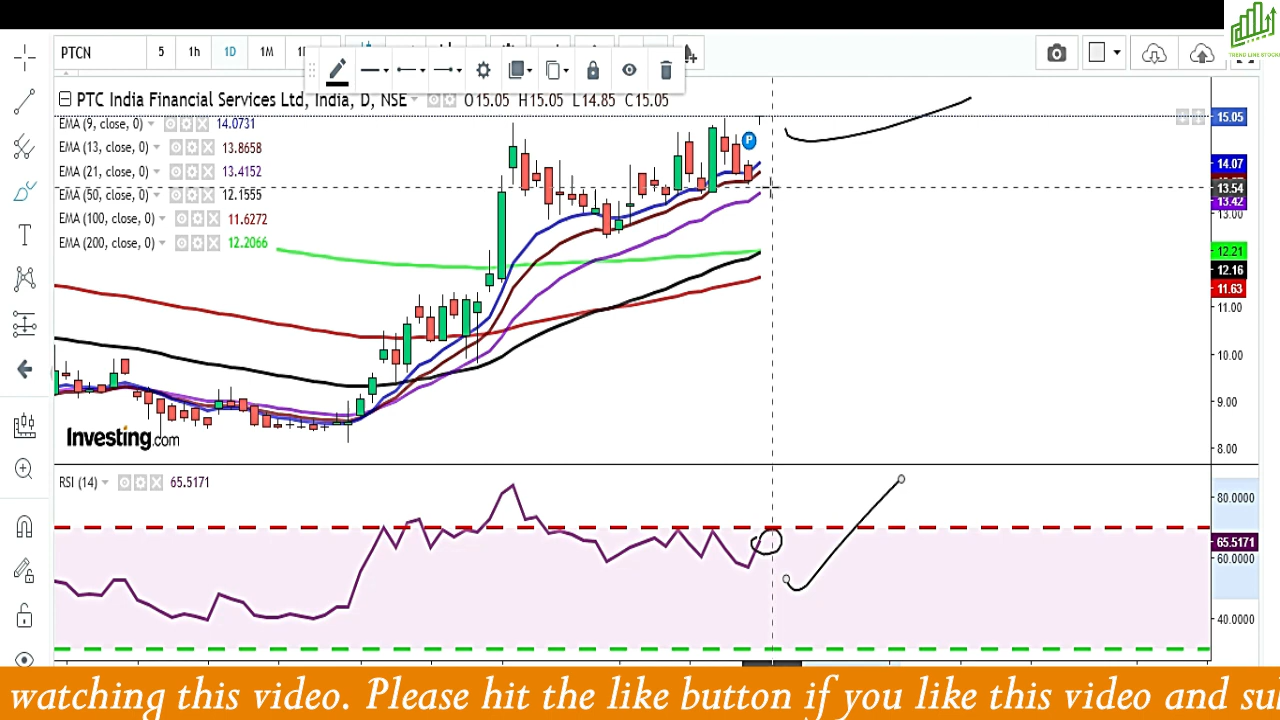 TREND LINE STOCKS
PTCN 5 1h 1D 1M
PTC India Financial Services Ltd, India, D, NSE O15.05 H15.05 L14.85 C15.05
EMA (9, close, 0) 14.0731
EMA (13, close, 0) 13.8658
EMA (21, close, 0) 13.4152
EMA (50, close, 0) 12.1555
EMA (100, close, 0) 11.6272
EMA (200, close, 0) 12.2066
P
15.05
14.07
13.54
13.42
13.00
12.21
12.16
11.63
11.00
10.00
9.00
8.00
Investing.com
RSI (14) 65.5171
80.0000
65.5171
60.0000
40.0000
watching this video. Please hit the like button if you like this video and su